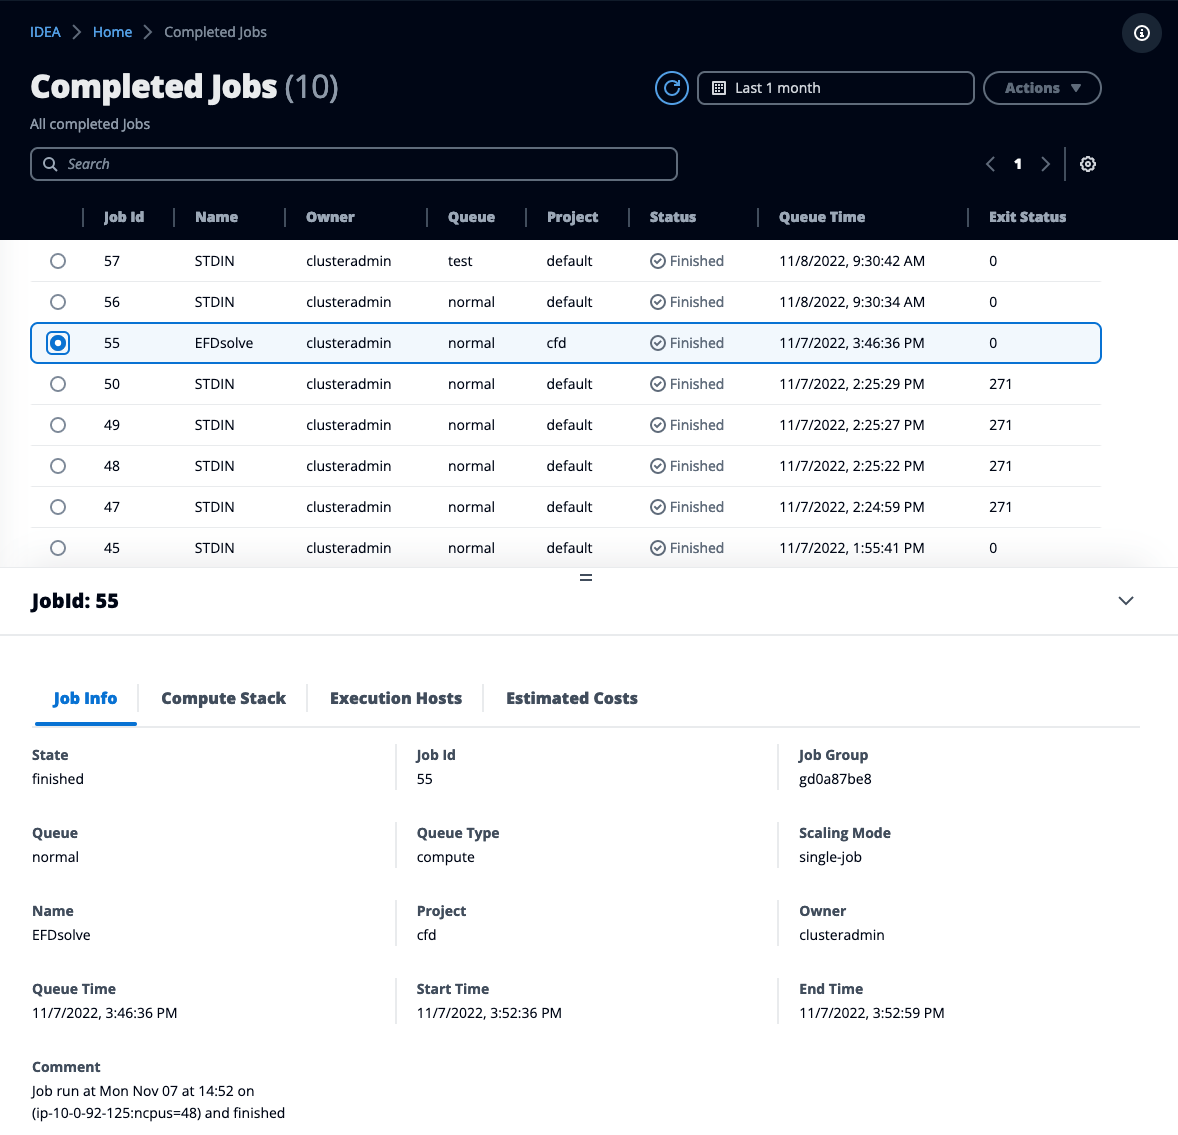 IDEA > Home > Completed Jobs
Completed Jobs (10)
Last 1 month
Actions
All completed Jobs
Search
1
Job Id Name Owner Queue Project Status Queue Time Exit Status
57 STDIN clusteradmin test default Finished 11/8/2022, 9:30:42 AM 0
56 STDIN clusteradmin normal default Finished 11/8/2022, 9:30:34 AM 0
55 EFDsolve clusteradmin normal cfd Finished 11/7/2022, 3:46:36 PM 0
50 STDIN clusteradmin normal default Finished 11/7/2022, 2:25:29 PM 271
49 STDIN clusteradmin normal default Finished 11/7/2022, 2:25:27 PM 271
48 STDIN clusteradmin normal default Finished 11/7/2022, 2:25:22 PM 271
47 STDIN clusteradmin normal default Finished 11/7/2022, 2:24:59 PM 271
45 STDIN clusteradmin normal default Finished 11/7/2022, 1:55:41 PM 0
JobId: 55
Job Info Compute Stack Execution Hosts Estimated Costs
State Job Id Job Group
finished 55 gd0a87be8
Queue Queue Type Scaling Mode
normal compute single-job
Name Project Owner
EFDsolve cfd clusteradmin
Queue Time Start Time End Time
11/7/2022, 3:46:36 PM 11/7/2022, 3:52:36 PM 11/7/2022, 3:52:59 PM
Comment
Job run at Mon Nov 07 at 14:52 on
(ip-10-0-92-125:ncpus=48) and finished